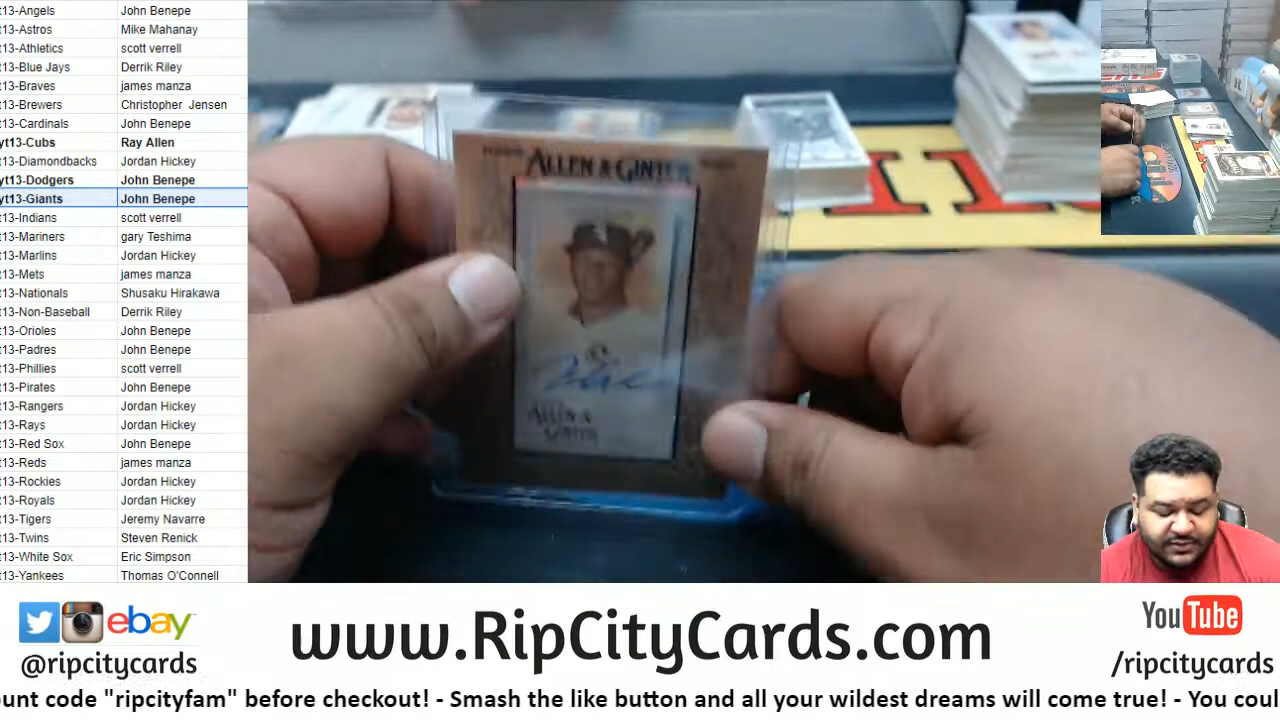 t13-Angels John Benepe
t13-Astros Mike Mahanay
t13-Athletics scott verrell
t13-Blue Jays Derrik Riley
t13-Braves james manza
t13-Brewers Christopher Jensen
t13-Cardinals John Benepe
yt13-Cubs Ray Allen
t13-Diamondbacks Jordan Hickey
yt13-Dodgers John Benepe
yt13-Giants John Benepe
t13-Indians scott verrell
t13-Mariners gary Teshima
t13-Marlins Jordan Hickey
t13-Mets james manza
t13-Nationals Shusaku Hirakawa
t13-Non-Baseball Derrik Riley
t13-Orioles John Benepe
t13-Padres John Benepe
t13-Phillies scott verrell
t13-Pirates John Benepe
t13-Rangers Jordan Hickey
t13-Rays Jordan Hickey
t13-Red Sox John Benepe
t13-Reds james manza
t13-Rockies Jordan Hickey
t13-Royals Jordan Hickey
t13-Tigers Jeremy Navarre
t13-Twins Steven Renick
t13-White Sox Eric Simpson
t13-Yankees Thomas O'Connell
ALLEN & GINTER
ALLEN &
GINTER
ebay
@ripcitycards
www.RipCityCards.com
YouTube
/ripcitycards
unt code "ripcityfam" before checkout! - Smash the like button and all your wildest dreams will come true! - You coul